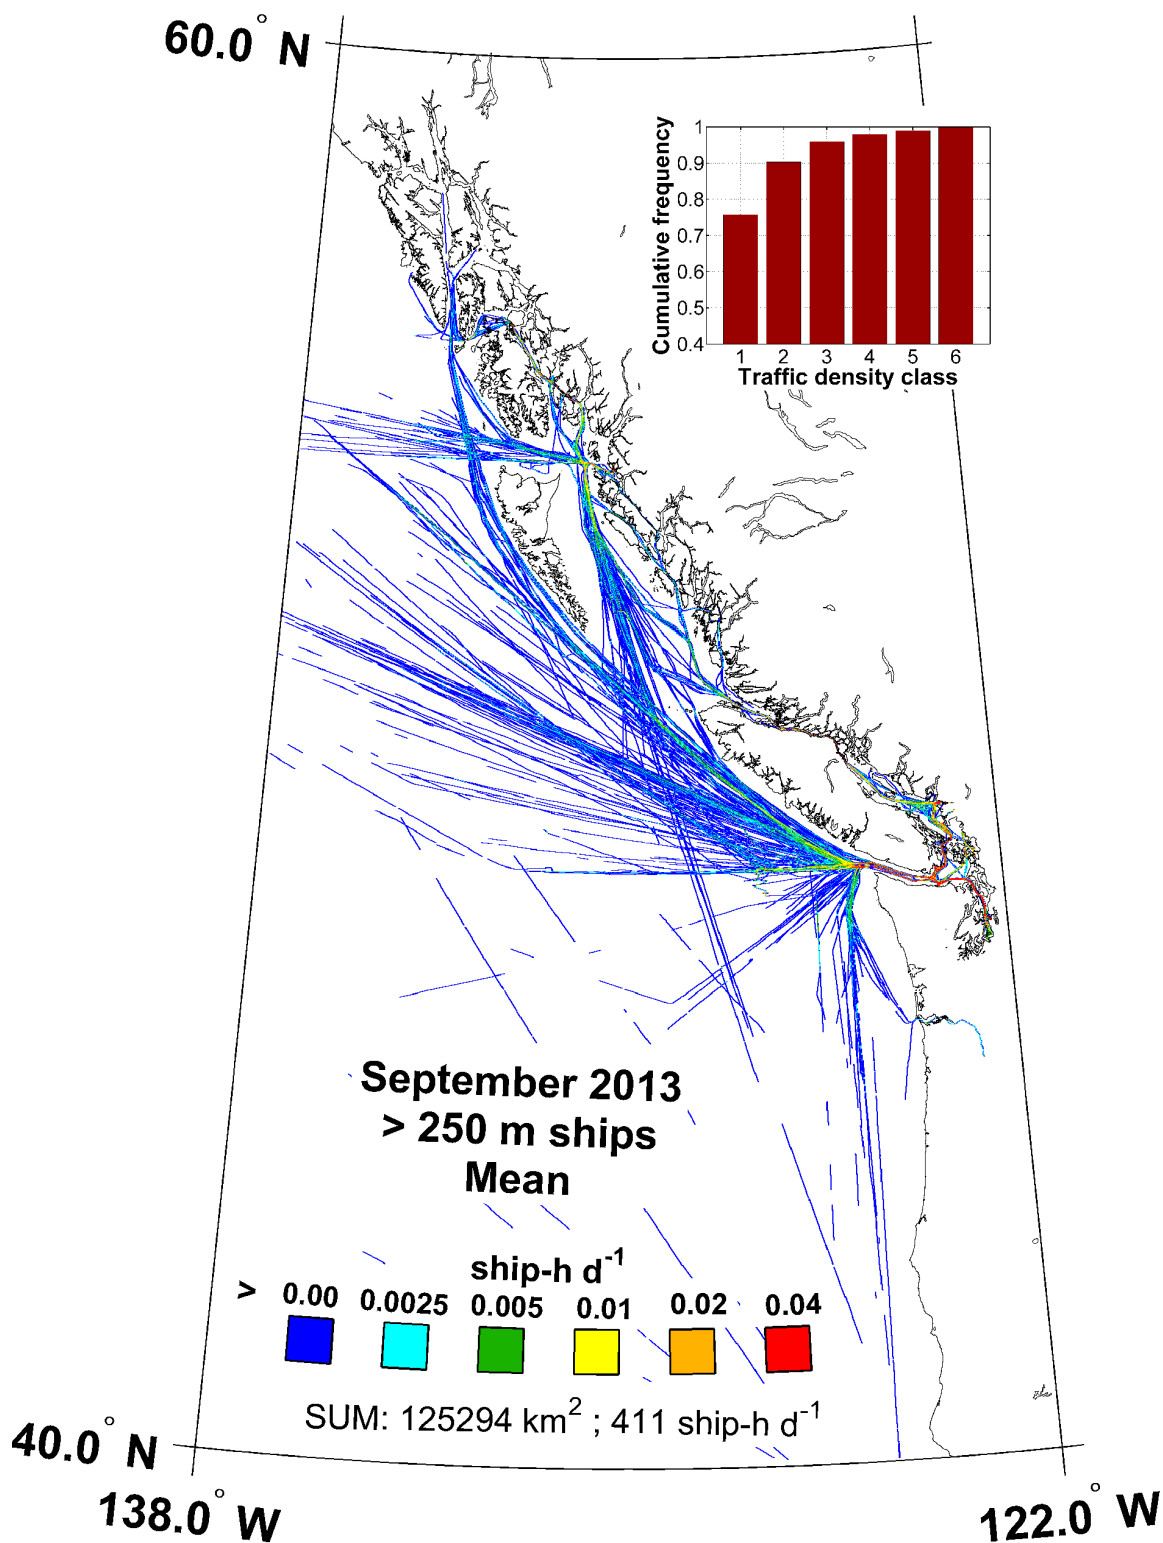 60.0° N
Cumulative frequency
1
0.9
0.8
0.7
0.6
0.5
0.4
1 2 3 4 5 6
Traffic density class
September 2013
> 250 m ships
Mean
ship-h d⁻¹
> 0.00 0.0025 0.005 0.01 0.02 0.04
SUM: 125294 km² ; 411 ship-h d⁻¹
40.0° N
138.0° W
122.0° W